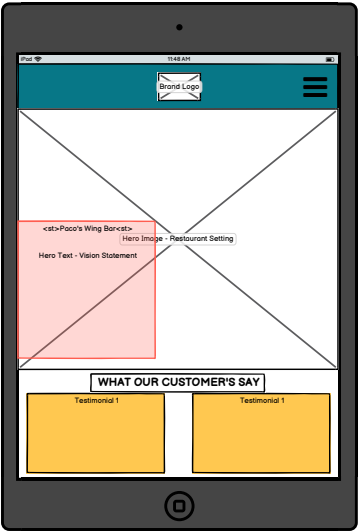 iPod
11:48 AM
Brand Logo
<st>Paco's Wing Bar<st>
Hero Image - Restaurant Setting
Hero Text - Vision Statement
WHAT OUR CUSTOMER'S SAY
Testimonial 1
Testimonial 1